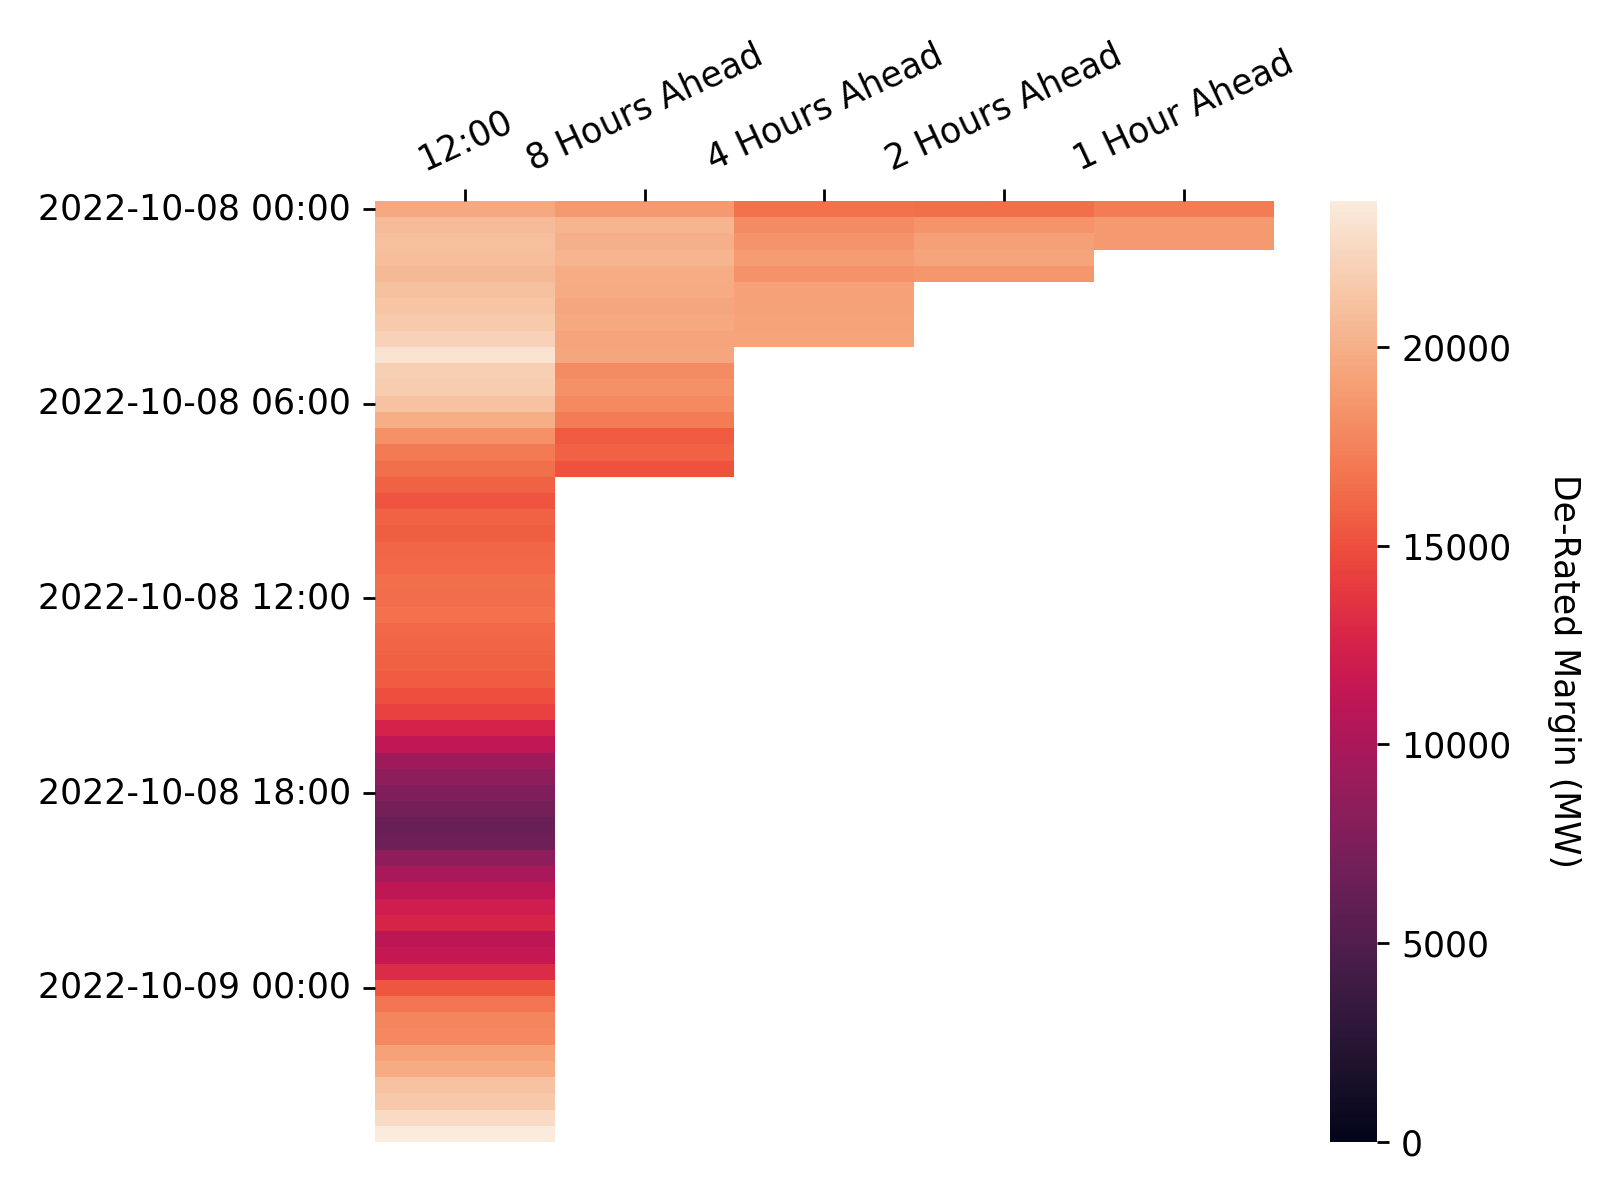 12:00
8 Hours Ahead
4 Hours Ahead
2 Hours Ahead
1 Hour Ahead
2022-10-08 00:00
2022-10-08 06:00
2022-10-08 12:00
2022-10-08 18:00
2022-10-09 00:00
20000
15000
10000
5000
0
De-Rated Margin (MW)